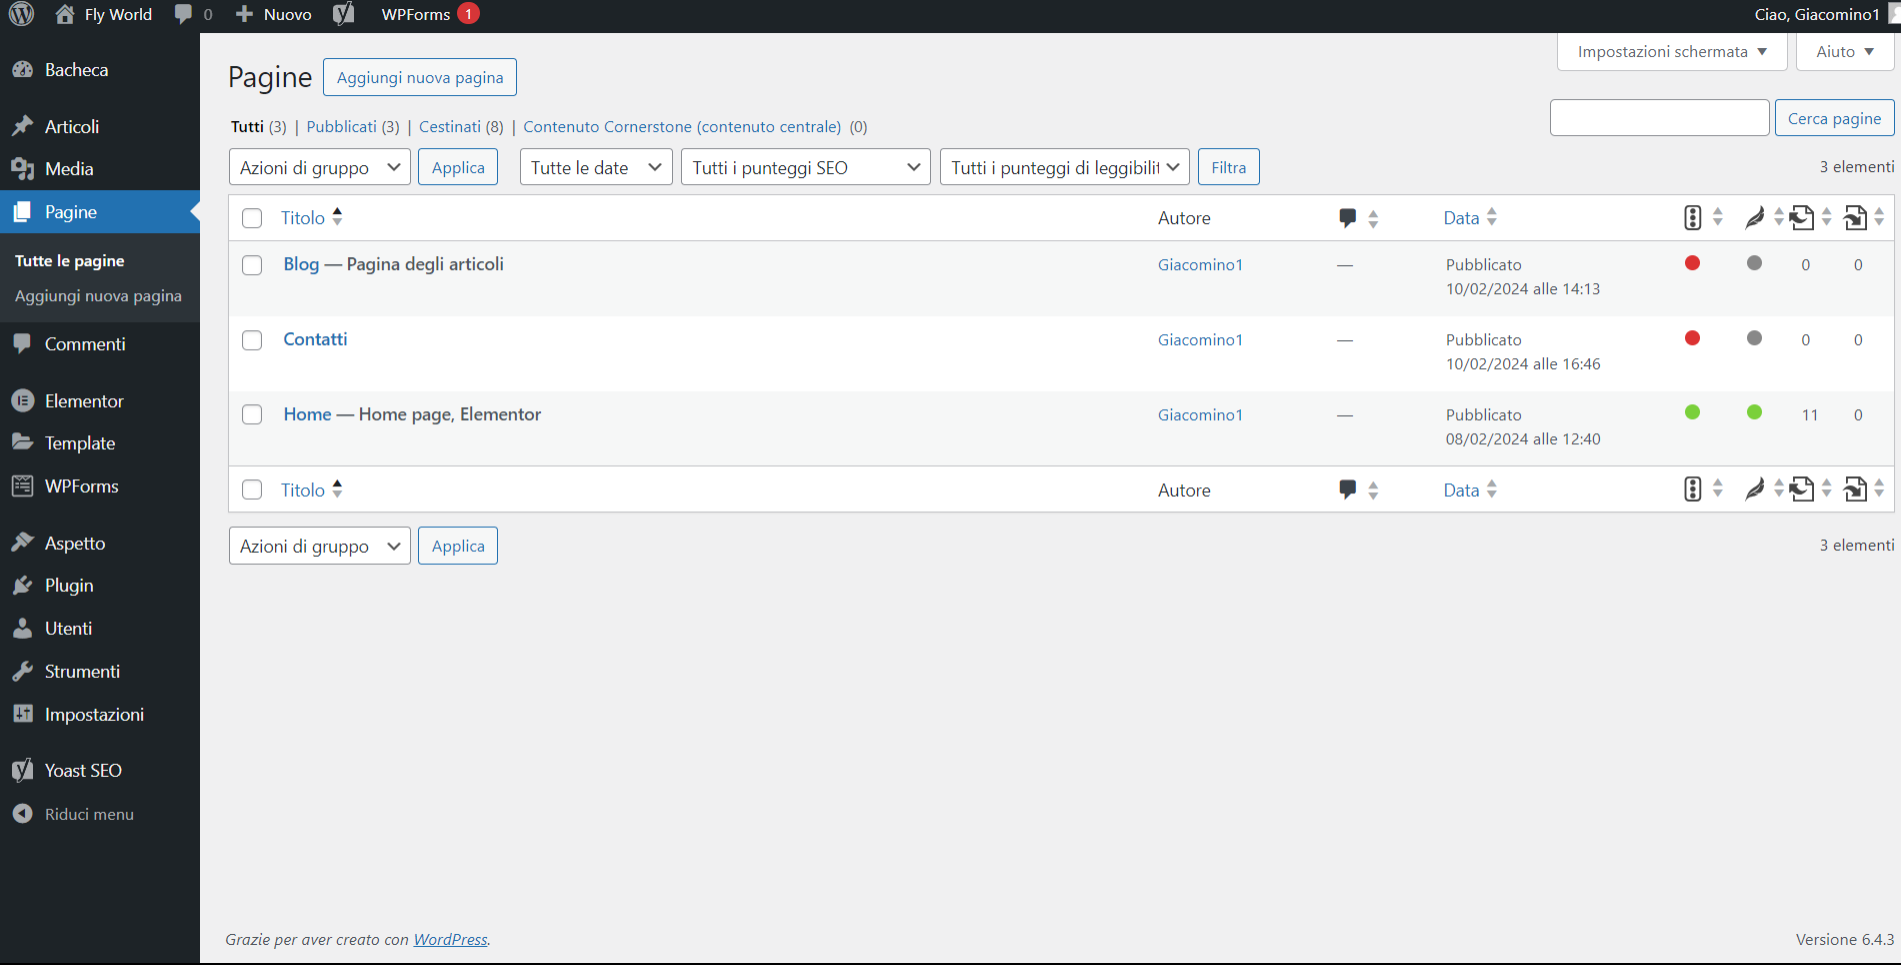 Fly World 0 Nuovo WPForms 1 Ciao, Giacomino1
Bacheca
Articoli
Media
Pagine
Tutte le pagine
Aggiungi nuova pagina
Commenti
Elementor
Template
WPForms
Aspetto
Plugin
Utenti
Strumenti
Impostazioni
Yoast SEO
Riduci menu
Impostazioni schermata Aiuto
Pagine Aggiungi nuova pagina
Tutti (3) | Pubblicati (3) | Cestinati (8) | Contenuto Cornerstone (contenuto centrale) (0)
Cerca pagine
Azioni di gruppo Applica Tutte le date Tutti i punteggi SEO Tutti i punteggi di leggibilit Filtra 3 elementi
Titolo Autore Data
Blog — Pagina degli articoli Giacomino1 — Pubblicato 0 0
10/02/2024 alle 14:13
Contatti Giacomino1 — Pubblicato 0 0
10/02/2024 alle 16:46
Home — Home page, Elementor Giacomino1 — Pubblicato 11 0
08/02/2024 alle 12:40
Titolo Autore Data
Azioni di gruppo Applica 3 elementi
Grazie per aver creato con WordPress. Versione 6.4.3